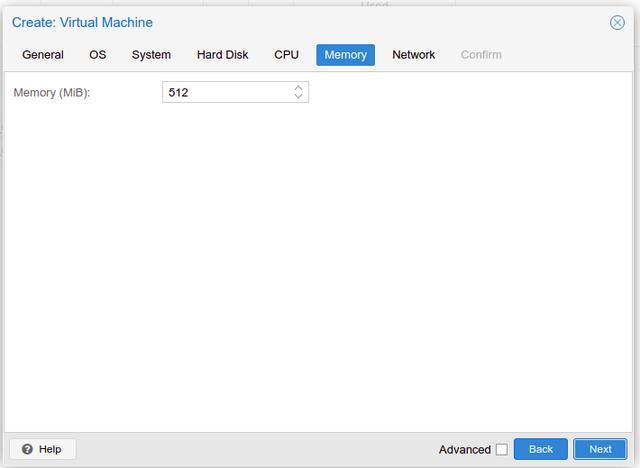 Used
Create: Virtual Machine
General OS System Hard Disk CPU Memory Network Confirm
Memory (MiB): 512
Help Advanced Back Next